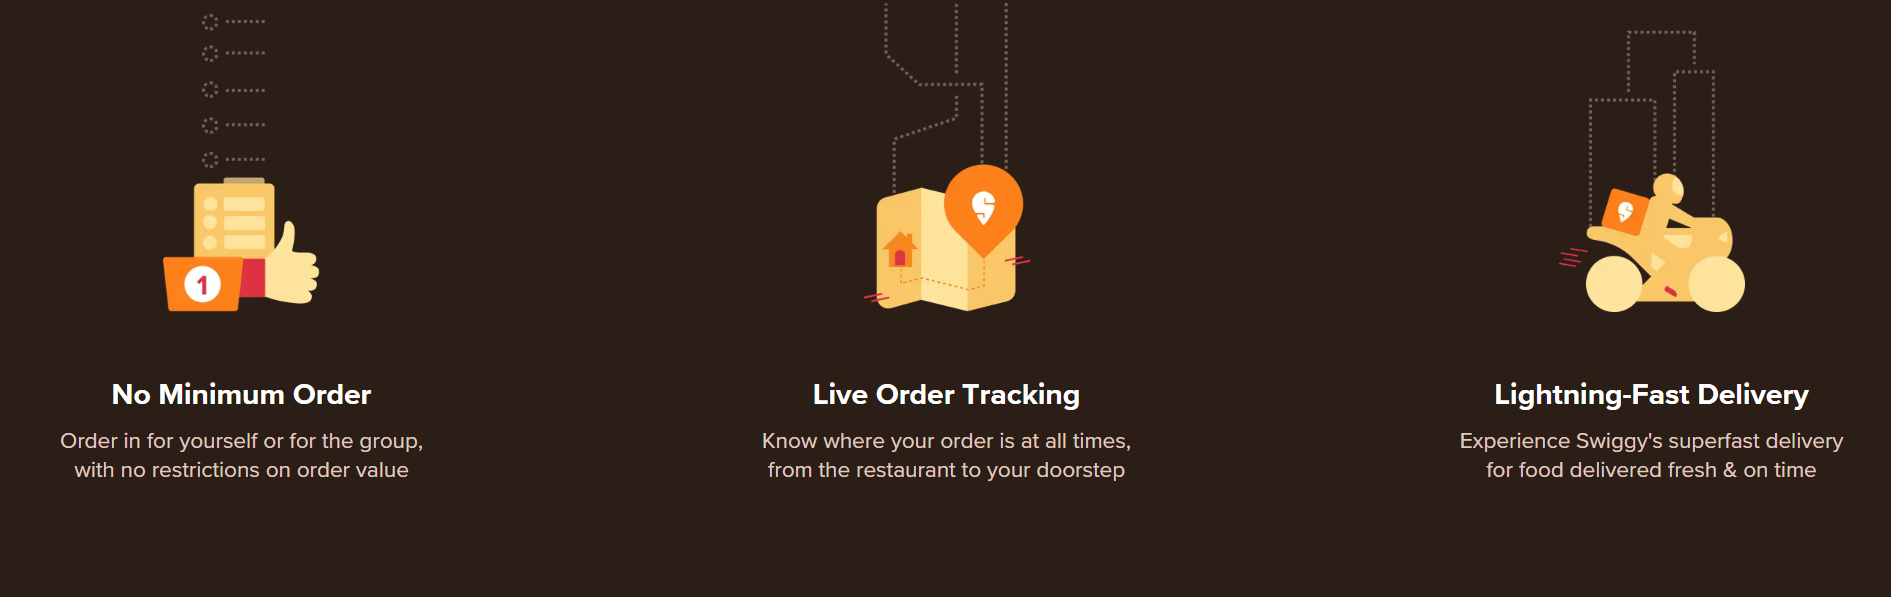 1
No Minimum Order
Order in for yourself or for the group,
with no restrictions on order value
Live Order Tracking
Know where your order is at all times,
from the restaurant to your doorstep
Lightning-Fast Delivery
Experience Swiggy's superfast delivery
for food delivered fresh & on time